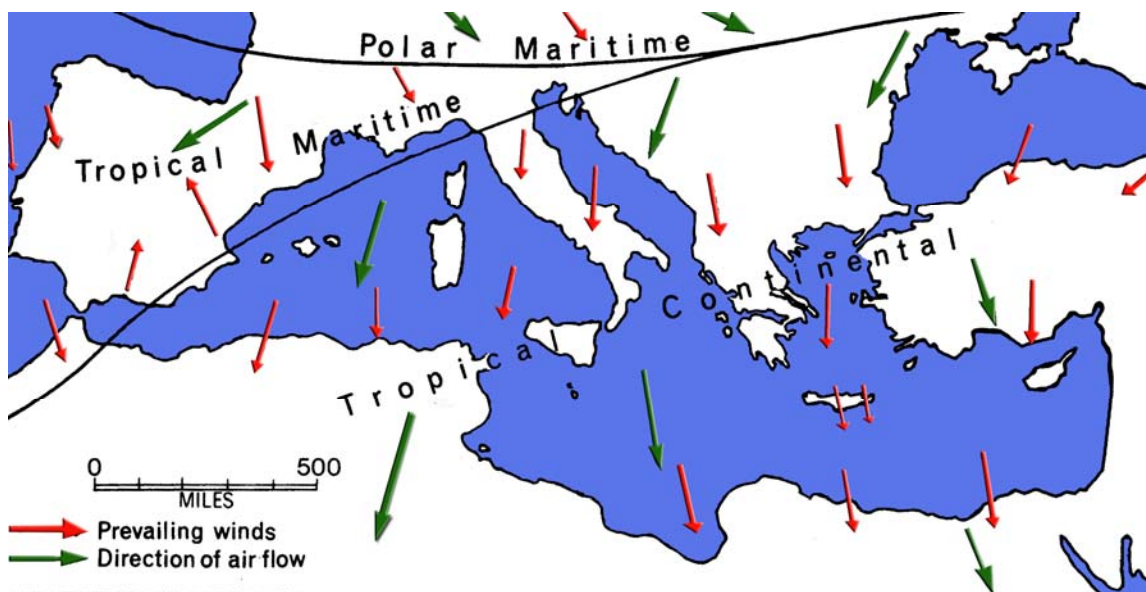 Polar Maritime
Tropical Maritime
Tropical Continental
0 500
MILES
Prevailing winds
Direction of air flow